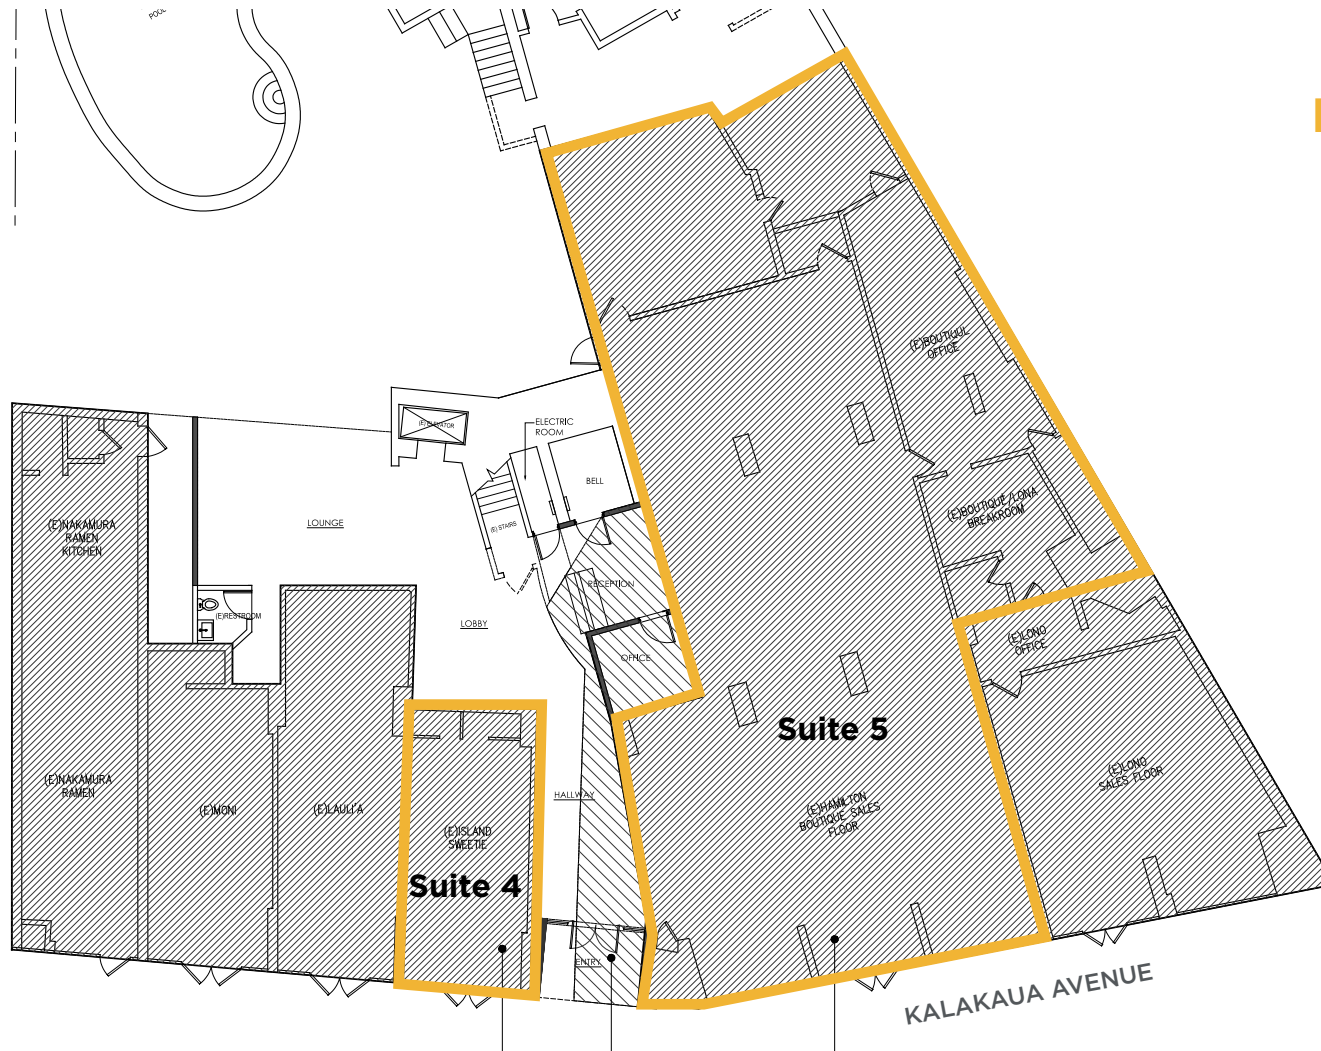 POOL
(E)BOUTIQUL
OFFICE
(E) ELEVATOR
ELECTRIC
ROOM
BELL
(E)BOUTIQUE/LONA
BREAKROOM
(E)NAKAMURA
RAMEN
KITCHEN
LOUNGE
(E) STAIRS
RECEPTION
(E)RESTROOM
LOBBY
OFFICE
(E)LONO
OFFICE
Suite 5
(E)LONO
SALES FLOOR
(E)NAKAMURA
RAMEN
(E)MONI
(E)LAULI'A
HALLWAY
(E)HAMILTON
BOUTIQUE SALES
FLOOR
(E)ISLAND
SWEETIE
Suite 4
ENTRY
KALAKAUA AVENUE